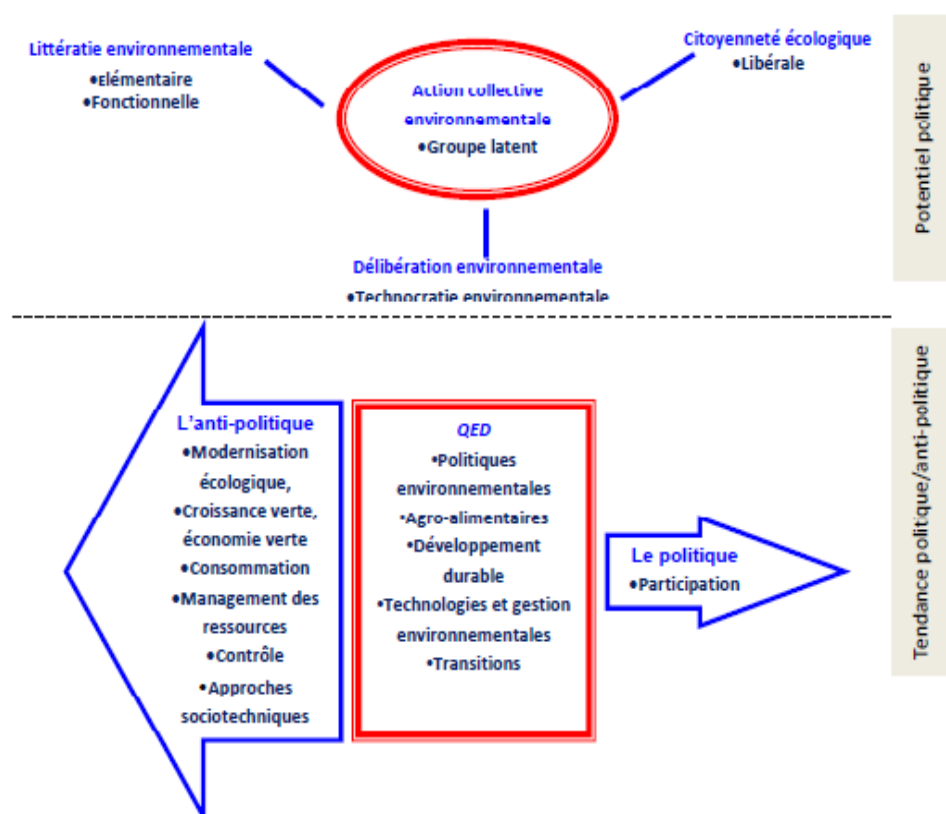 Littératie environnementale
•Elémentaire
•Fonctionnelle
Action collective
environnementale
•Groupe latent
Citoyenneté écologique
•Libérale
Délibération environnementale
•Technocratie environnementale
Potentiel politique
L'anti-politique
•Modernisation
écologique,
•Croissance verte,
économie verte
•Consommation
•Management des
ressources
•Contrôle
•Approches
sociotechniques
QED
•Politiques
environnementales
•Agro-alimentaires
•Développement
durable
•Technologies et gestion
environnementales
•Transitions
Le politique
•Participation
Tendance politique/anti-politique